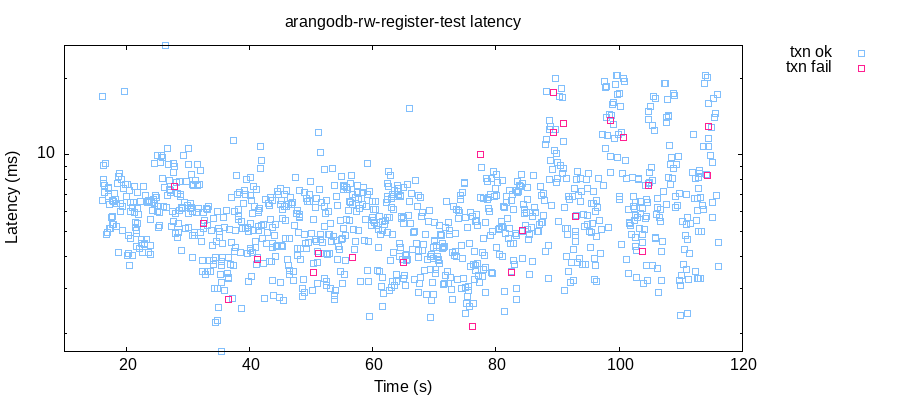 arangodb-rw-register-test latency
txn ok
txn fail
10
Latency (ms)
20 40 60 80 100 120
Time (s)